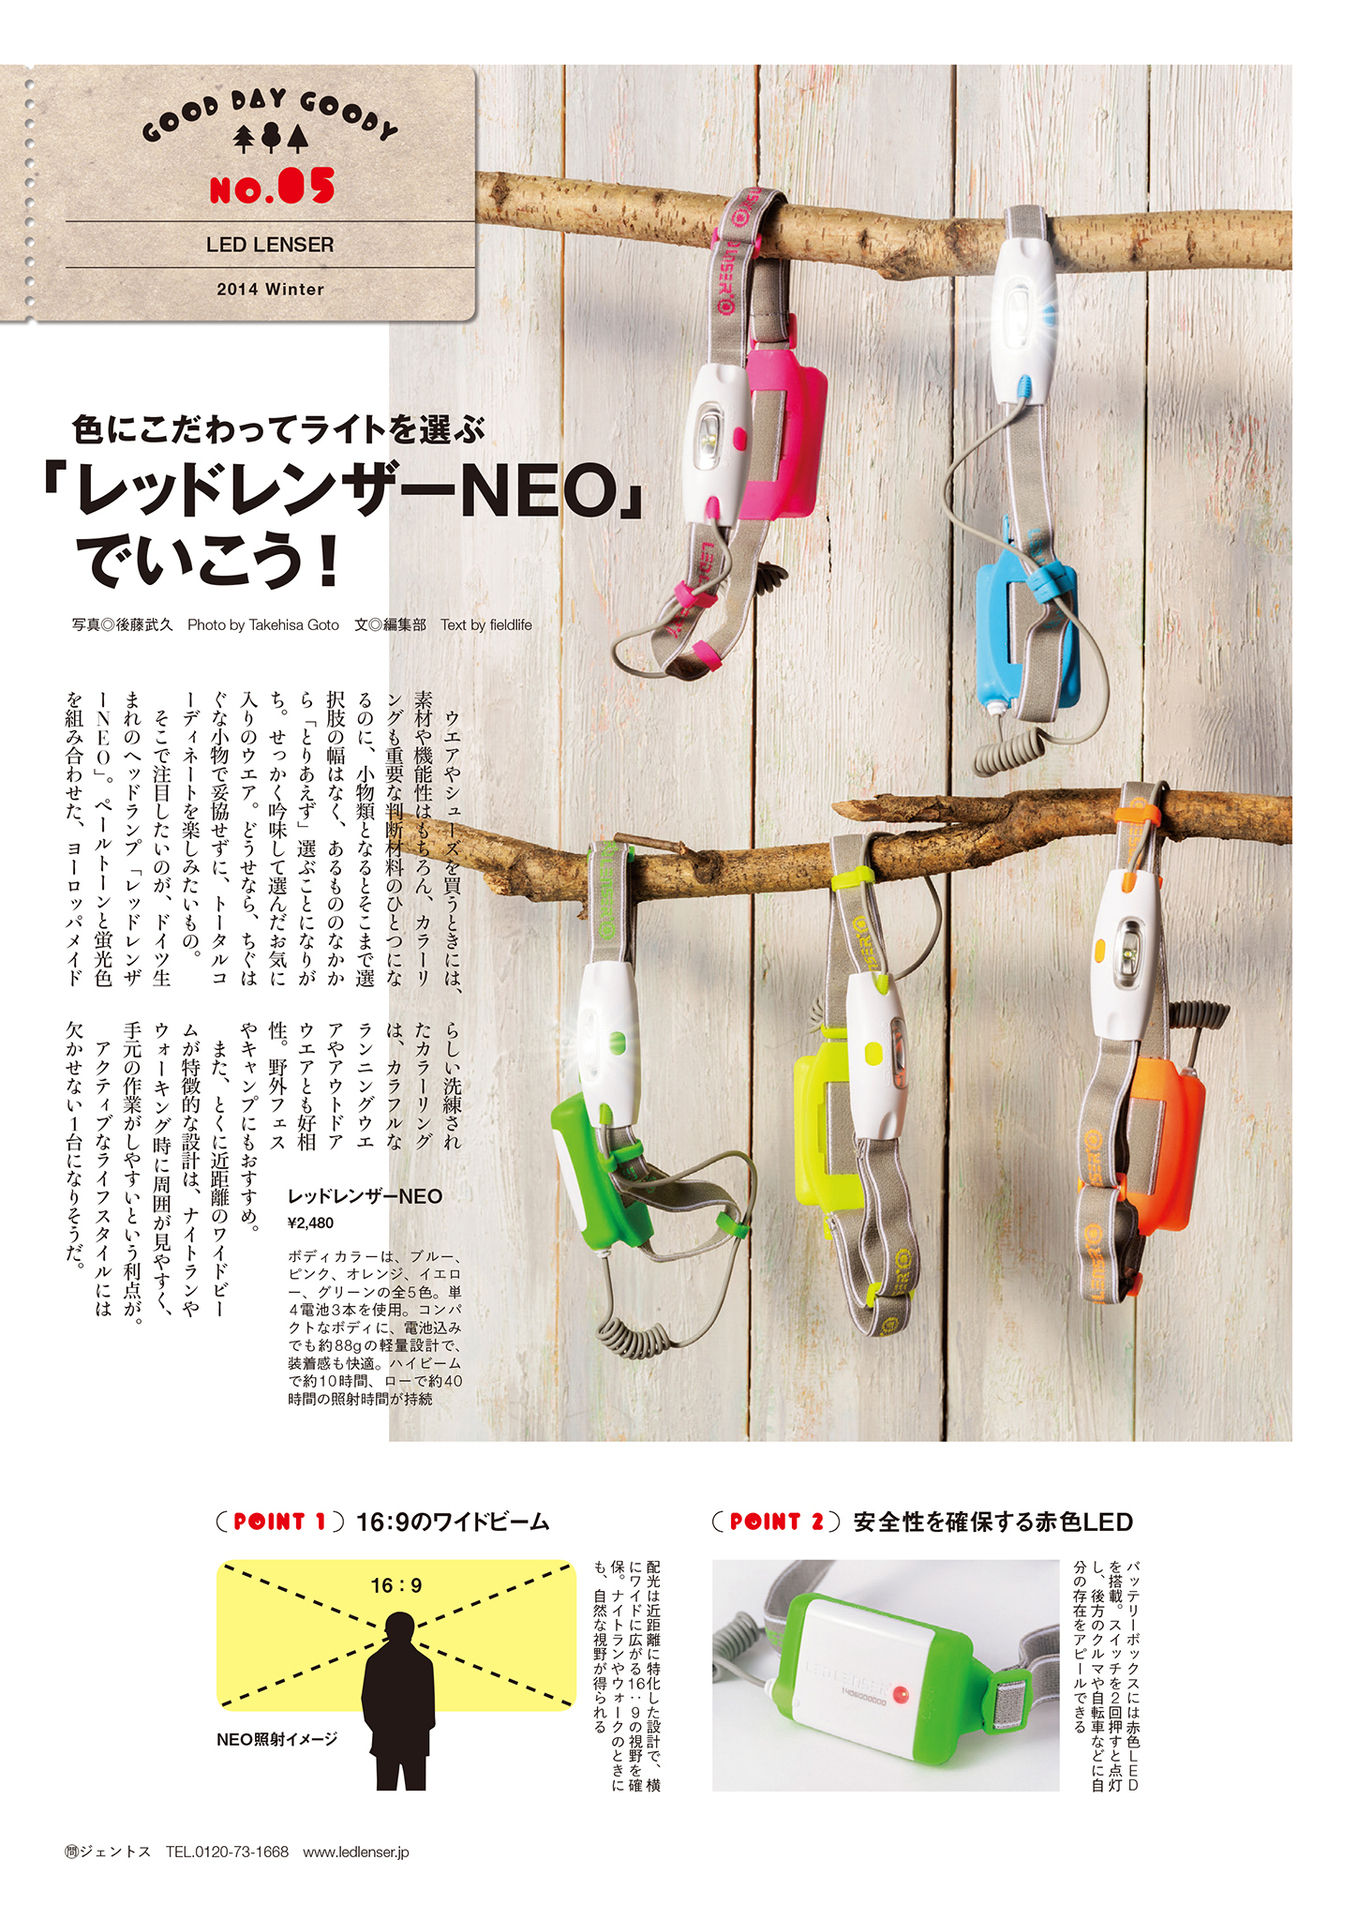 GOOD DAY GOODY
NO.05
LED LENSER
2014 Winter
色にこだわってライトを選ぶ
「レッドレンザーNEO」
でいこう！
写真◎後藤武久　Photo by Takehisa Goto　文◎編集部　Text by fieldlife
ウエアやシューズを買うときには、
素材や機能性はもちろん、カラーリ
ングも重要な判断材料のひとつにな
るのに、小物類となるとそこまで選
択肢の幅はなく、あるもののなかか
ら「とりあえず」選ぶことになりが
ち。せっかく吟味して選んだお気に
入りのウエア。どうせなら、ちぐは
ぐな小物で妥協せずに、トータルコ
ーディネートを楽しみたいもの。
そこで注目したいのが、ドイツ生
まれのヘッドランプ「レッドレンザ
ーNEO」。ペールトーンと蛍光色
を組み合わせた、ヨーロッパメイド
らしい洗練され
たカラーリング
は、カラフルな
ランニングウエ
アやアウトドア
ウエアとも好相
性。野外フェス
やキャンプにもおすすめ。
また、とくに近距離のワイドビー
ムが特徴的な設計は、ナイトランや
ウォーキング時に周囲が見やすく、
手元の作業がしやすいという利点が。
アクティブなライフスタイルには
欠かせない1台になりそうだ。
レッドレンザーNEO
¥2,480
ボディカラーは、ブルー、
ピンク、オレンジ、イエロ
ー、グリーンの全5色。単
4電池3本を使用。コンパ
クトなボディに、電池込み
でも約88gの軽量設計で、
装着感も快適。ハイビーム
で約10時間、ローで約40
時間の照射時間が持続
（POINT 1）16：9のワイドビーム
16：9
NEO照射イメージ
配光は近距離に特化した設計で、横
にワイドに広がる16：9の視野を確
保。ナイトランやウォークのときに
も、自然な視野が得られる
（POINT 2）安全性を確保する赤色LED
LED LENSER
1406000000
バッテリーボックスには赤色LED
を搭載。スイッチを2回押すと点灯
し、後方のクルマや自転車などに自
分の存在をアピールできる
㉄ジェントス　TEL.0120-73-1668　www.ledlenser.jp